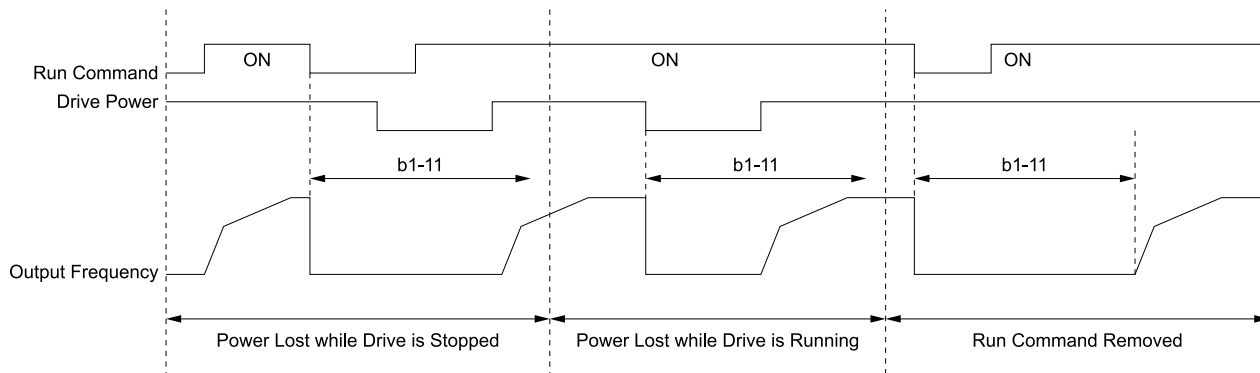 ON
ON
ON
Run Command
Drive Power
b1-11
b1-11
b1-11
Output Frequency
Power Lost while Drive is Stopped
Power Lost while Drive is Running
Run Command Removed